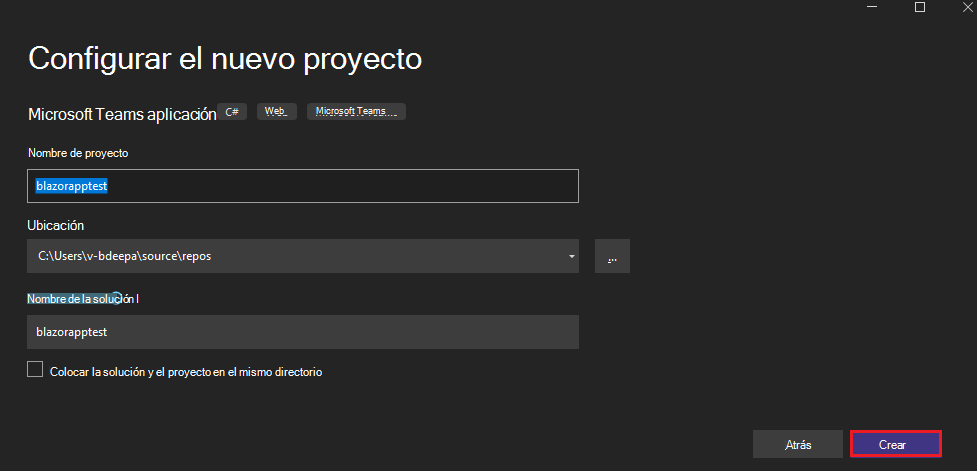 Configurar el nuevo proyecto
Microsoft Teams aplicación C# Web Microsoft Teams...
Nombre de proyecto
blazorapptest
Ubicación
C:\Users\v-bdeepa\source\repos ...
Nombre de la solución
blazorapptest
Colocar la solución y el proyecto en el mismo directorio
Atrás Crear